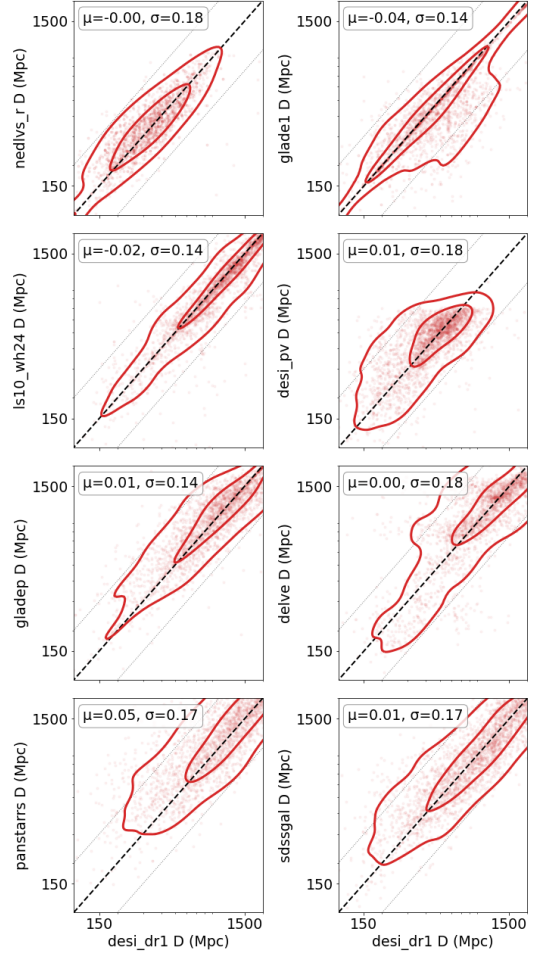 μ=-0.00, σ=0.18
1500
150
nedlvs_r D (Mpc)
μ=-0.04, σ=0.14
1500
150
glade1 D (Mpc)
μ=-0.02, σ=0.14
1500
150
ls10_wh24 D (Mpc)
μ=0.01, σ=0.18
1500
150
desi_pv D (Mpc)
μ=0.01, σ=0.14
1500
150
gladep D (Mpc)
μ=0.00, σ=0.18
1500
150
delve D (Mpc)
μ=0.05, σ=0.17
1500
150
panstarrs D (Mpc)
150
1500
desi_dr1 D (Mpc)
μ=0.01, σ=0.17
1500
150
sdssgal D (Mpc)
150
1500
desi_dr1 D (Mpc)